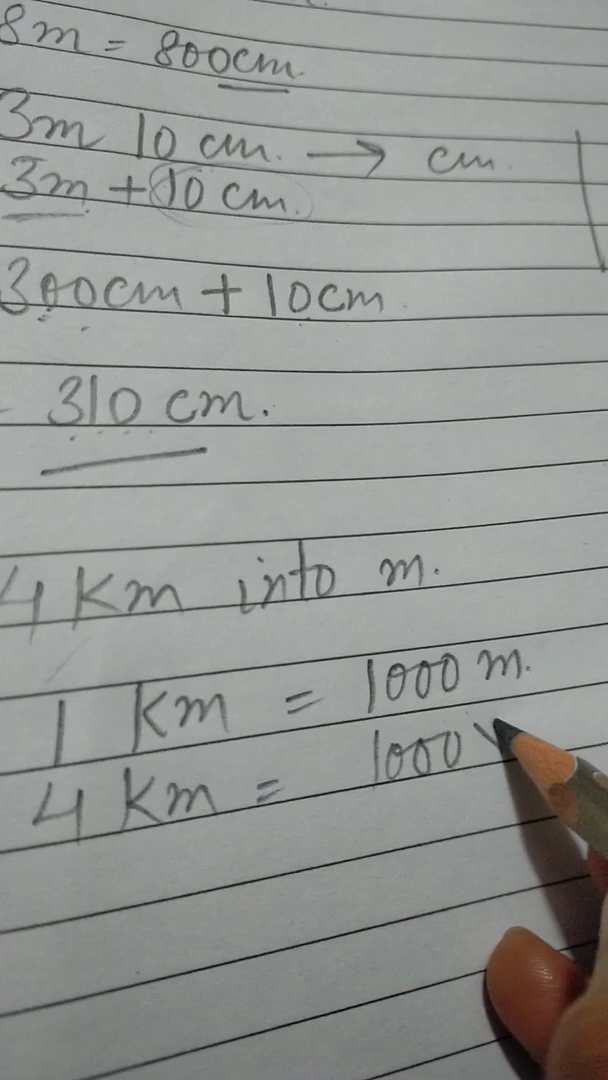 8m = 800cm.
3m 10 cm. → cm.
3m + 10 cm.
300cm + 10cm.
310 cm.
4 Km into m.
1 Km = 1000 m.
4 Km = 1000